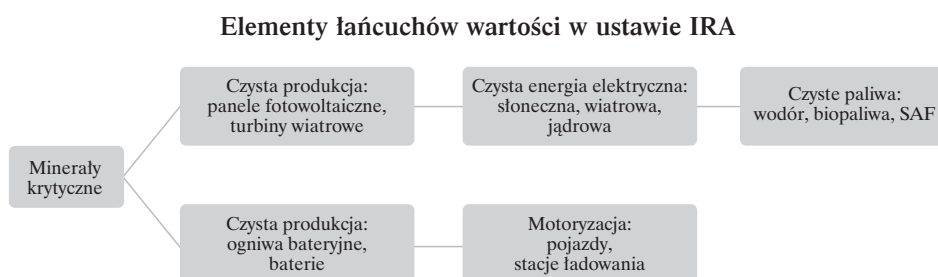 Elementy łańcuchów wartości w ustawie IRA
Minerały
krytyczne
Czysta produkcja:
panele fotowoltaiczne,
turbiny wiatrowe
Czysta energia elektryczna:
słoneczna, wiatrowa,
jądrowa
Czyste paliwa:
wodór, biopaliwa, SAF
Czysta produkcja:
ogniwa bateryjne,
baterie
Motoryzacja:
pojazdy,
stacje ładowania